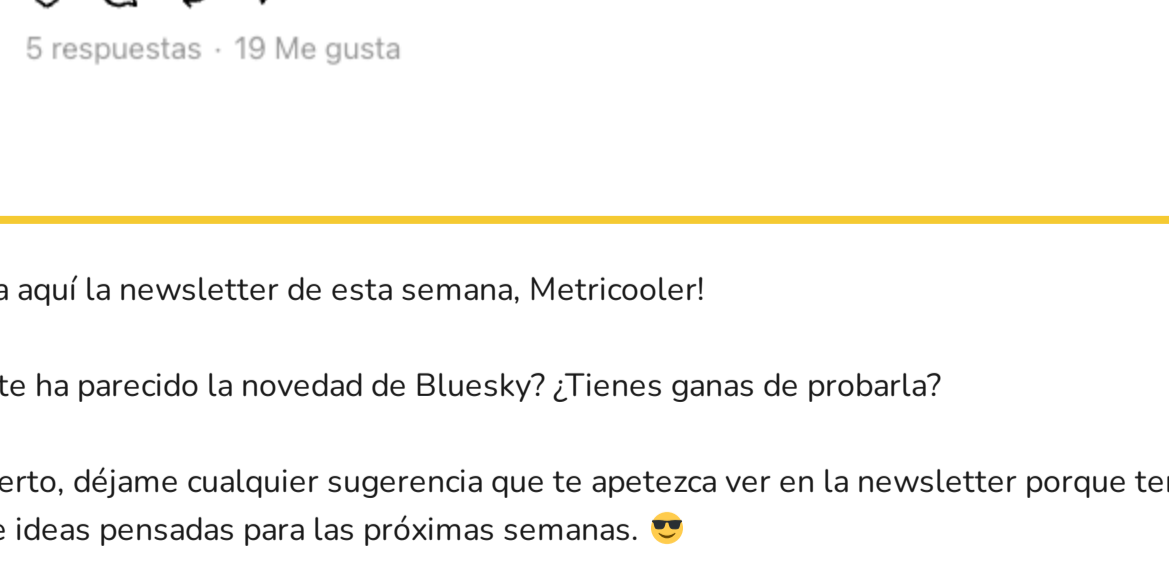 5 respuestas · 19 Me gusta
aquí la newsletter de esta semana, Metricooler!
te ha parecido la novedad de Bluesky? ¿Tienes ganas de probarla?
déjame cualquier sugerencia que te apetezca ver en la newsletter porque
ideas pensadas para las próximas semanas. 😎